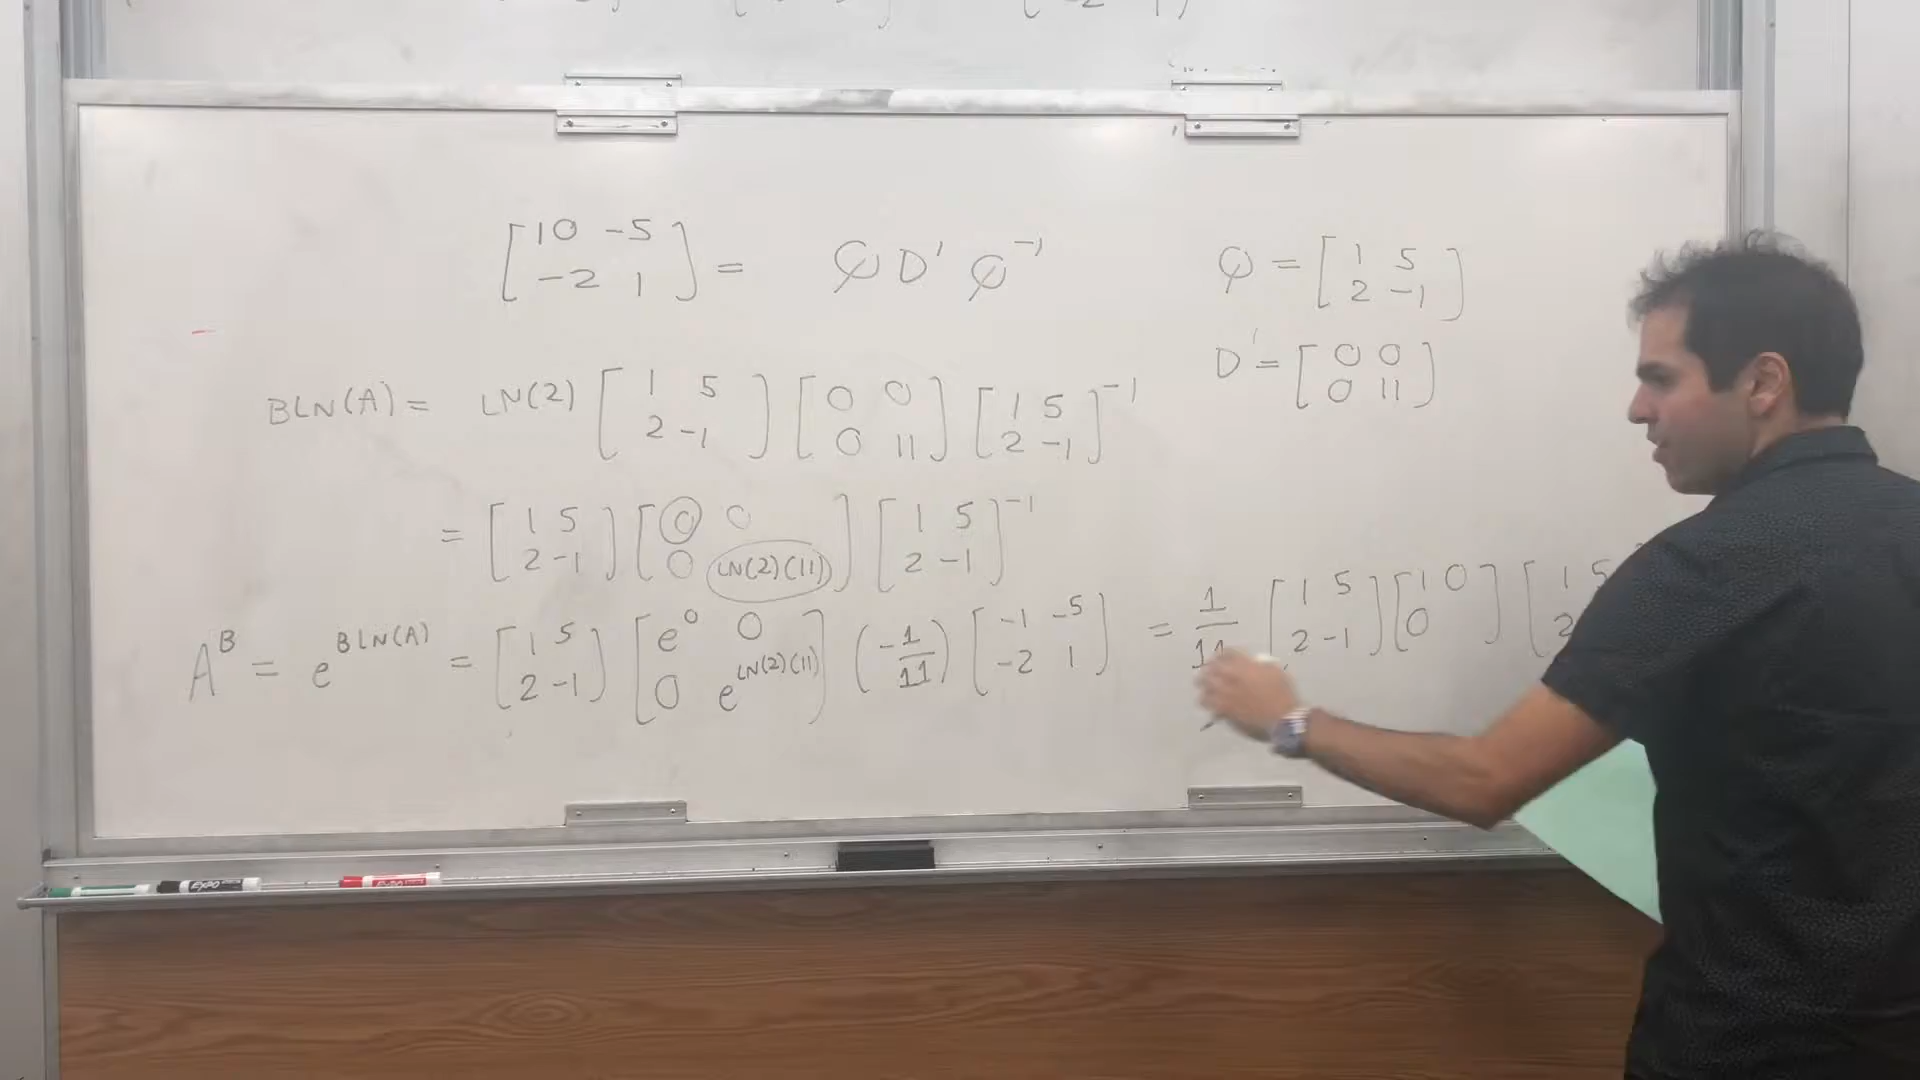 [10 -5; -2 1] = Q D' Q^-1
Q = [1 5; 2 -1]
D' = [0 0; 0 11]
BLN(A) = LN(2) [1 5; 2 -1] [0 0; 0 11] [1 5; 2 -1]^-1
= [1 5; 2 -1] [0 0; 0 LN(2)(11)] [1 5; 2 -1]^-1
A^B = e^BLN(A) = [1 5; 2 -1] [e^0 0; 0 e^LN(2)(11)] (-1/11) [-1 -5; -2 1] = 1/11 [1 5; 2 -1] [1 0; 0] [1 5; 2
EXPO
EXPO